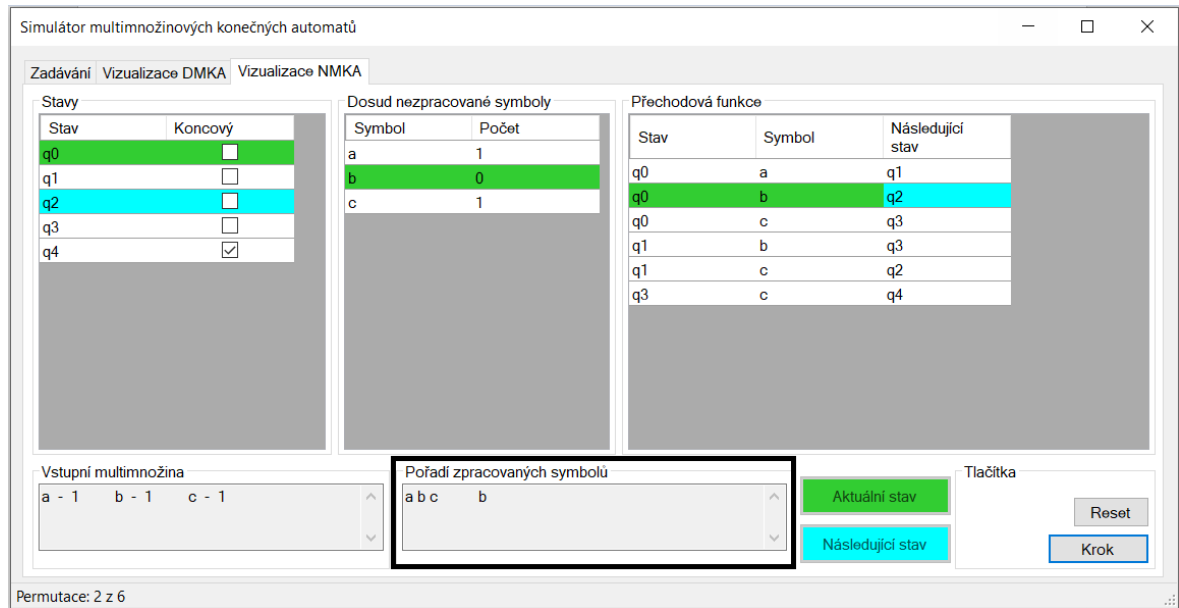 Simulátor multimnožinových konečných automatů
Zadávání Vizualizace DMKA Vizualizace NMKA
Stavy
Stav Koncový
q0
q1
q2
q3
q4
Dosud nezpracované symboly
Symbol Počet
a 1
b 0
c 1
Přechodová funkce
Stav Symbol Následující
stav
q0 a q1
q0 b q2
q0 c q3
q1 b q3
q1 c q2
q3 c q4
Vstupní multimnožina
a - 1 b - 1 c - 1
Pořadí zpracovaných symbolů
a b c b
Aktuální stav
Následující stav
Tlačítka
Reset
Krok
Permutace: 2 z 6